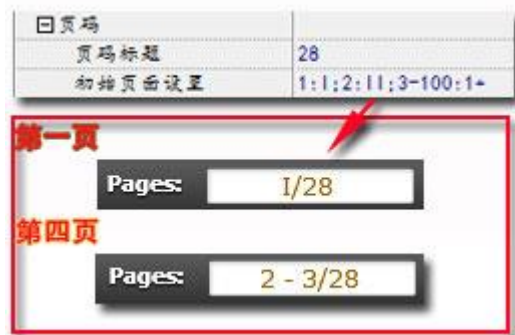 页码
页码标题 28
初始页面设置 1:I;2:II;3-100:1+
第一页
Pages: I/28
第四页
Pages: 2 - 3/28